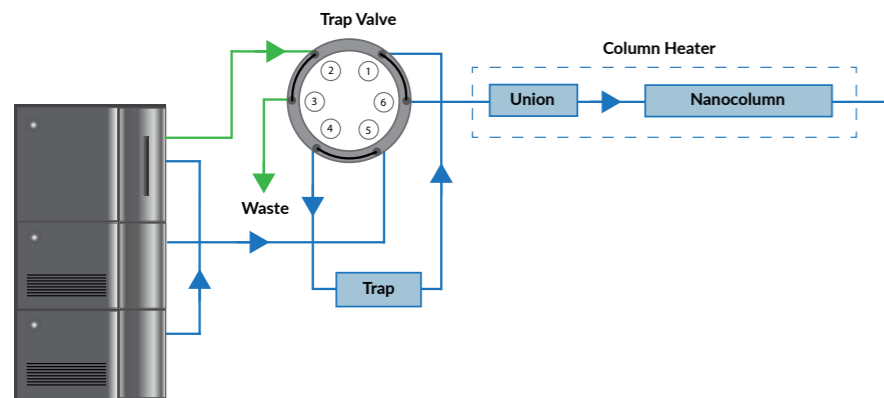 Trap Valve
Column Heater
2
1
3
6
4
5
Union
Nanocolumn
Waste
Trap